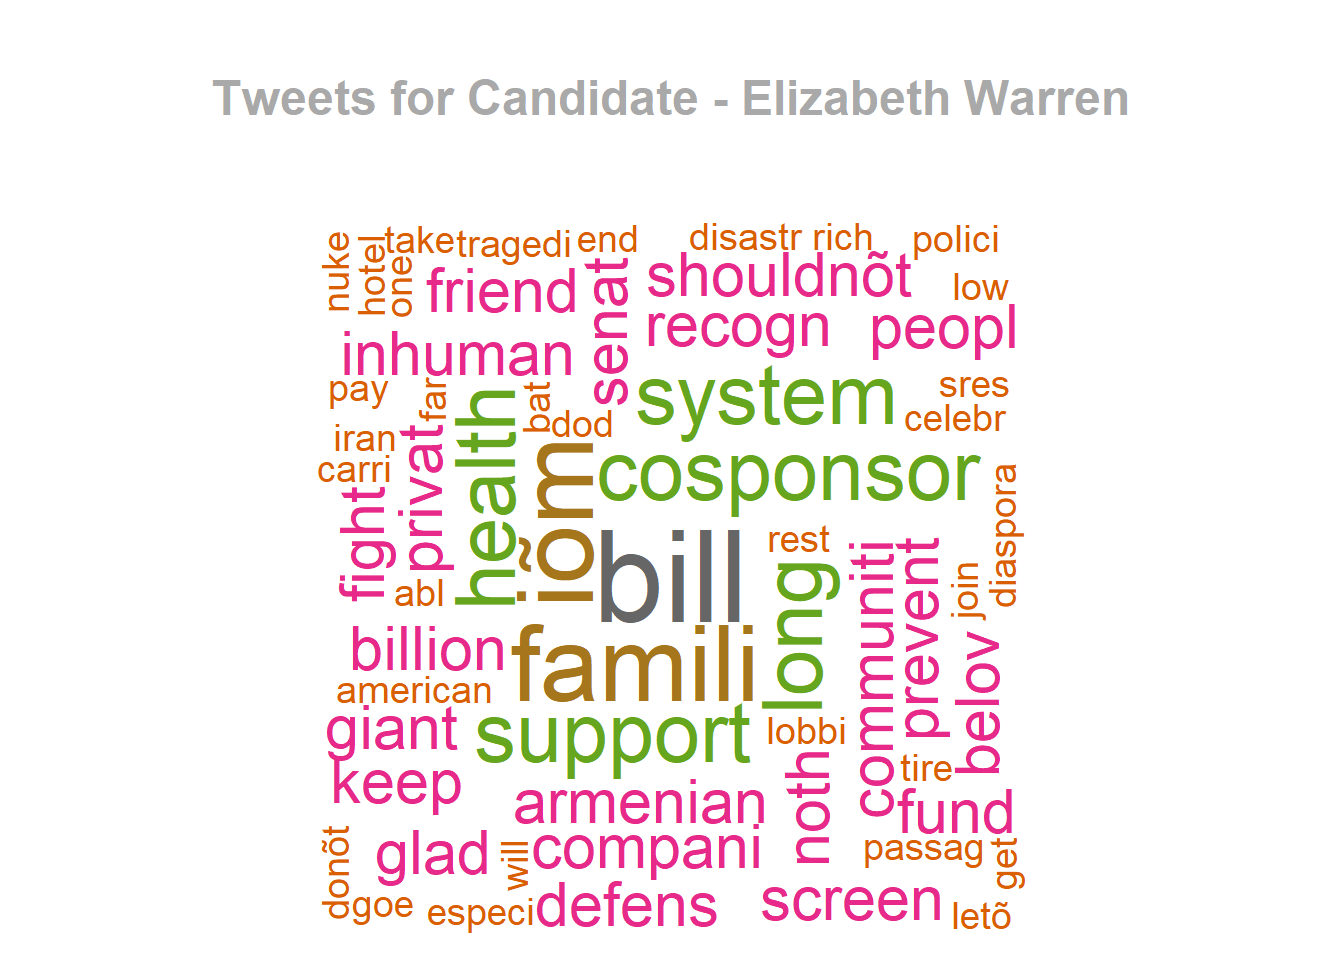 Tweets for Candidate - Elizabeth Warren
nuke
hotel
take
one
tragedi
end
disastr
rich
polici
friend
senat
shouldnõt
low
recogn
peopl
inhuman
system
sres
pay
far
bat
dod
celebr
iran
carri
privat
health
iõm
cosponsor
fight
abl
bill
rest
diaspora
join
long
communiti
prevent
belov
billion
famili
american
giant
support
lobbi
tire
keep
armenian
noth
fund
donõt
glad
will
compani
passag
get
goe
especi
defens
screen
letõ